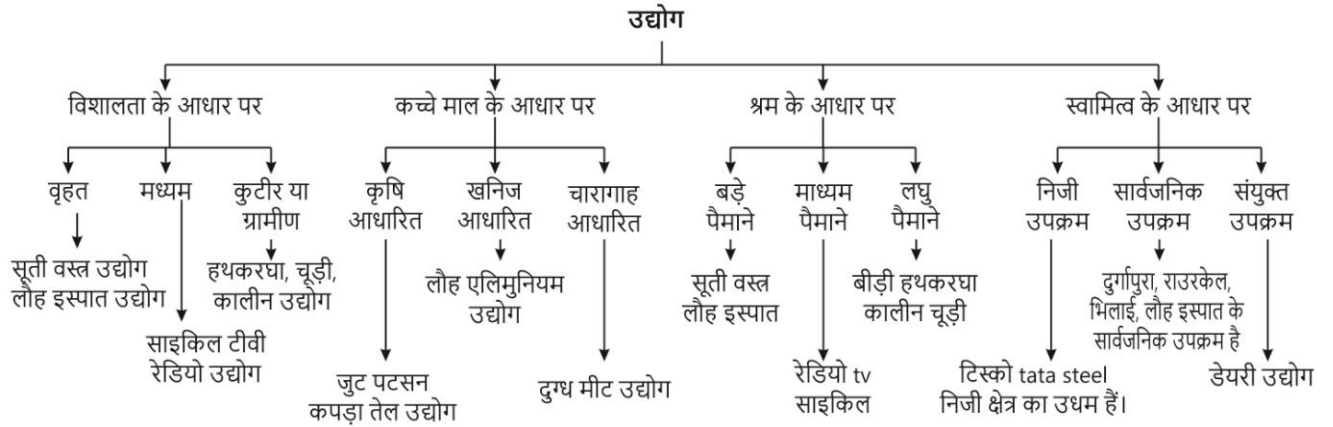 उद्योग
विशालता के आधार पर
कच्चे माल के आधार पर
श्रम के आधार पर
स्वामित्व के आधार पर
वृहत
मध्यम
कुटीर या
ग्रामीण
कृषि
आधारित
खनिज
आधारित
चारागाह
आधारित
बड़े
पैमाने
माध्यम
पैमाने
लघु
पैमाने
निजी
उपक्रम
सार्वजनिक
उपक्रम
संयुक्त
उपक्रम
सूती वस्त्र उद्योग
लौह इस्पात उद्योग
साइकिल टीवी
रेडियो उद्योग
हथकरघा, चूड़ी,
कालीन उद्योग
जुट पटसन
कपड़ा तेल उद्योग
लौह एलिमुनियम
उद्योग
दुग्ध मीट उद्योग
सूती वस्त्र
लौह इस्पात
रेडियो tv
साइकिल
बीड़ी हथकरघा
कालीन चूड़ी
टिस्को tata steel
निजी क्षेत्र का उधम हैं।
दुर्गापुरा, राउरकेल,
भिलाई, लौह इस्पात के
सार्वजनिक उपक्रम है
डेयरी उद्योग